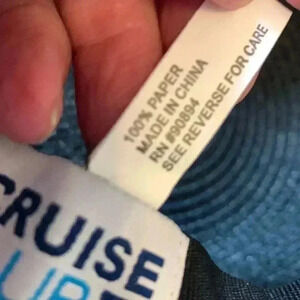 100% PAPER
MADE IN CHINA
RN #90894
SEE REVERSE FOR CARE
CRUISE